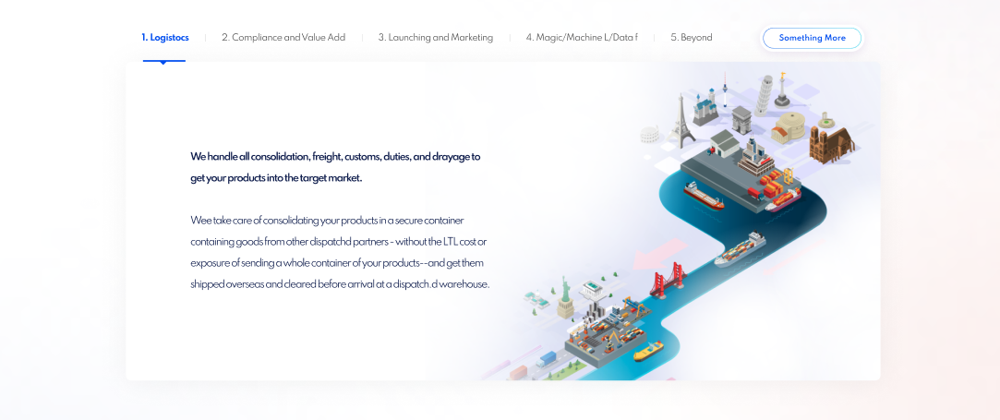 1. Logistocs
2. Compliance and Value Add
3. Launching and Marketing
4. Magic/Machine L/Data f
5. Beyond
Something More
We handle all consolidation, freight, customs, duties, and drayage to
get your products into the target market.
Wee take care of consolidating your products in a secure container
containing goods from other dispatchd partners - without the LTL cost or
exposure of sending a whole container of your products--and get them
shipped overseas and cleared before arrival at a dispatch.d warehouse.